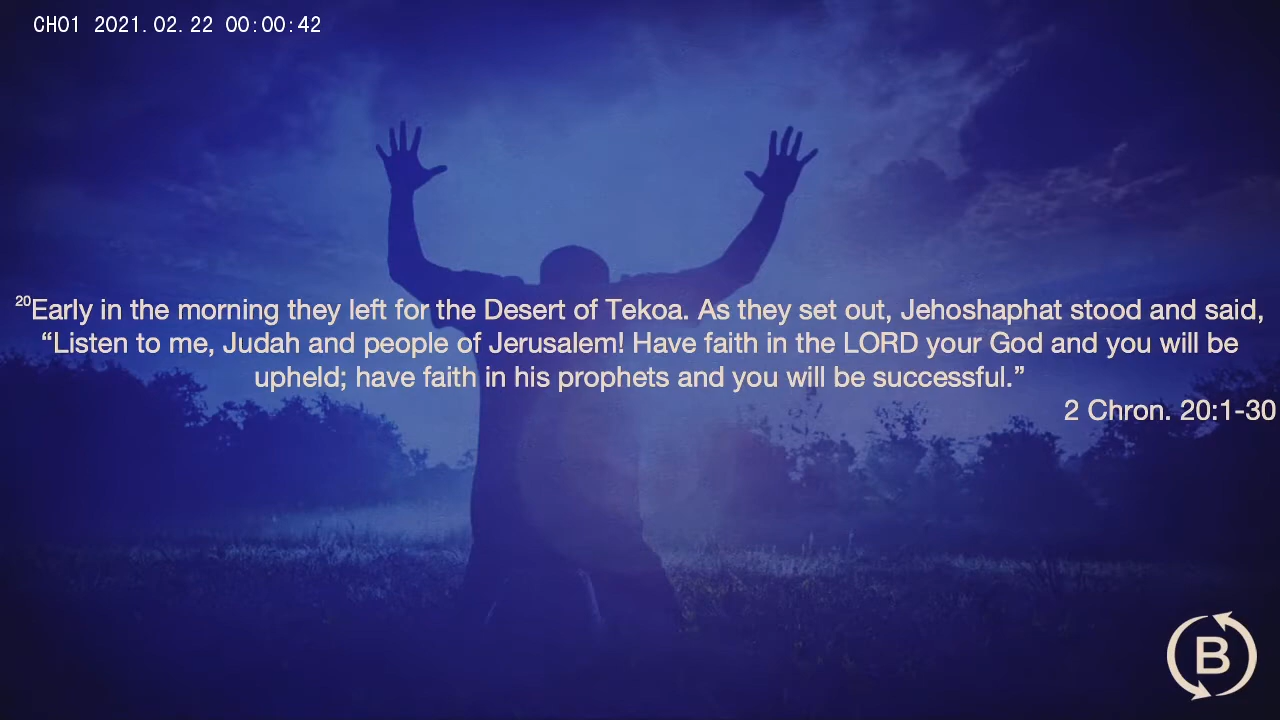 CH01 2021.02.22 00:00:42
²⁰Early in the morning they left for the Desert of Tekoa. As they set out, Jehoshaphat stood and said,
“Listen to me, Judah and people of Jerusalem! Have faith in the LORD your God and you will be
upheld; have faith in his prophets and you will be successful.”
2 Chron. 20:1-30
B